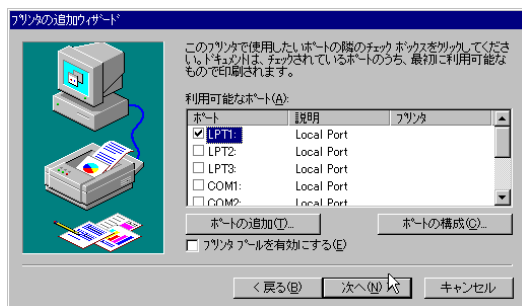 プリンタの追加ウィザード
このプリンタで使用したいポートの隣のチェック ボックスをクリックしてくださ
い。ドキュメントは、チェックされているポートのうち、最初に利用可能な
もので印刷されます。
利用可能なポート(A):
ポート 説明 プリンタ
LPT1: Local Port
LPT2: Local Port
LPT3: Local Port
COM1: Local Port
COM2: Local Port
ポートの追加(T)... ポートの構成(C)...
プリンタ プールを有効にする(E)
< 戻る(B) 次へ(N) > キャンセル